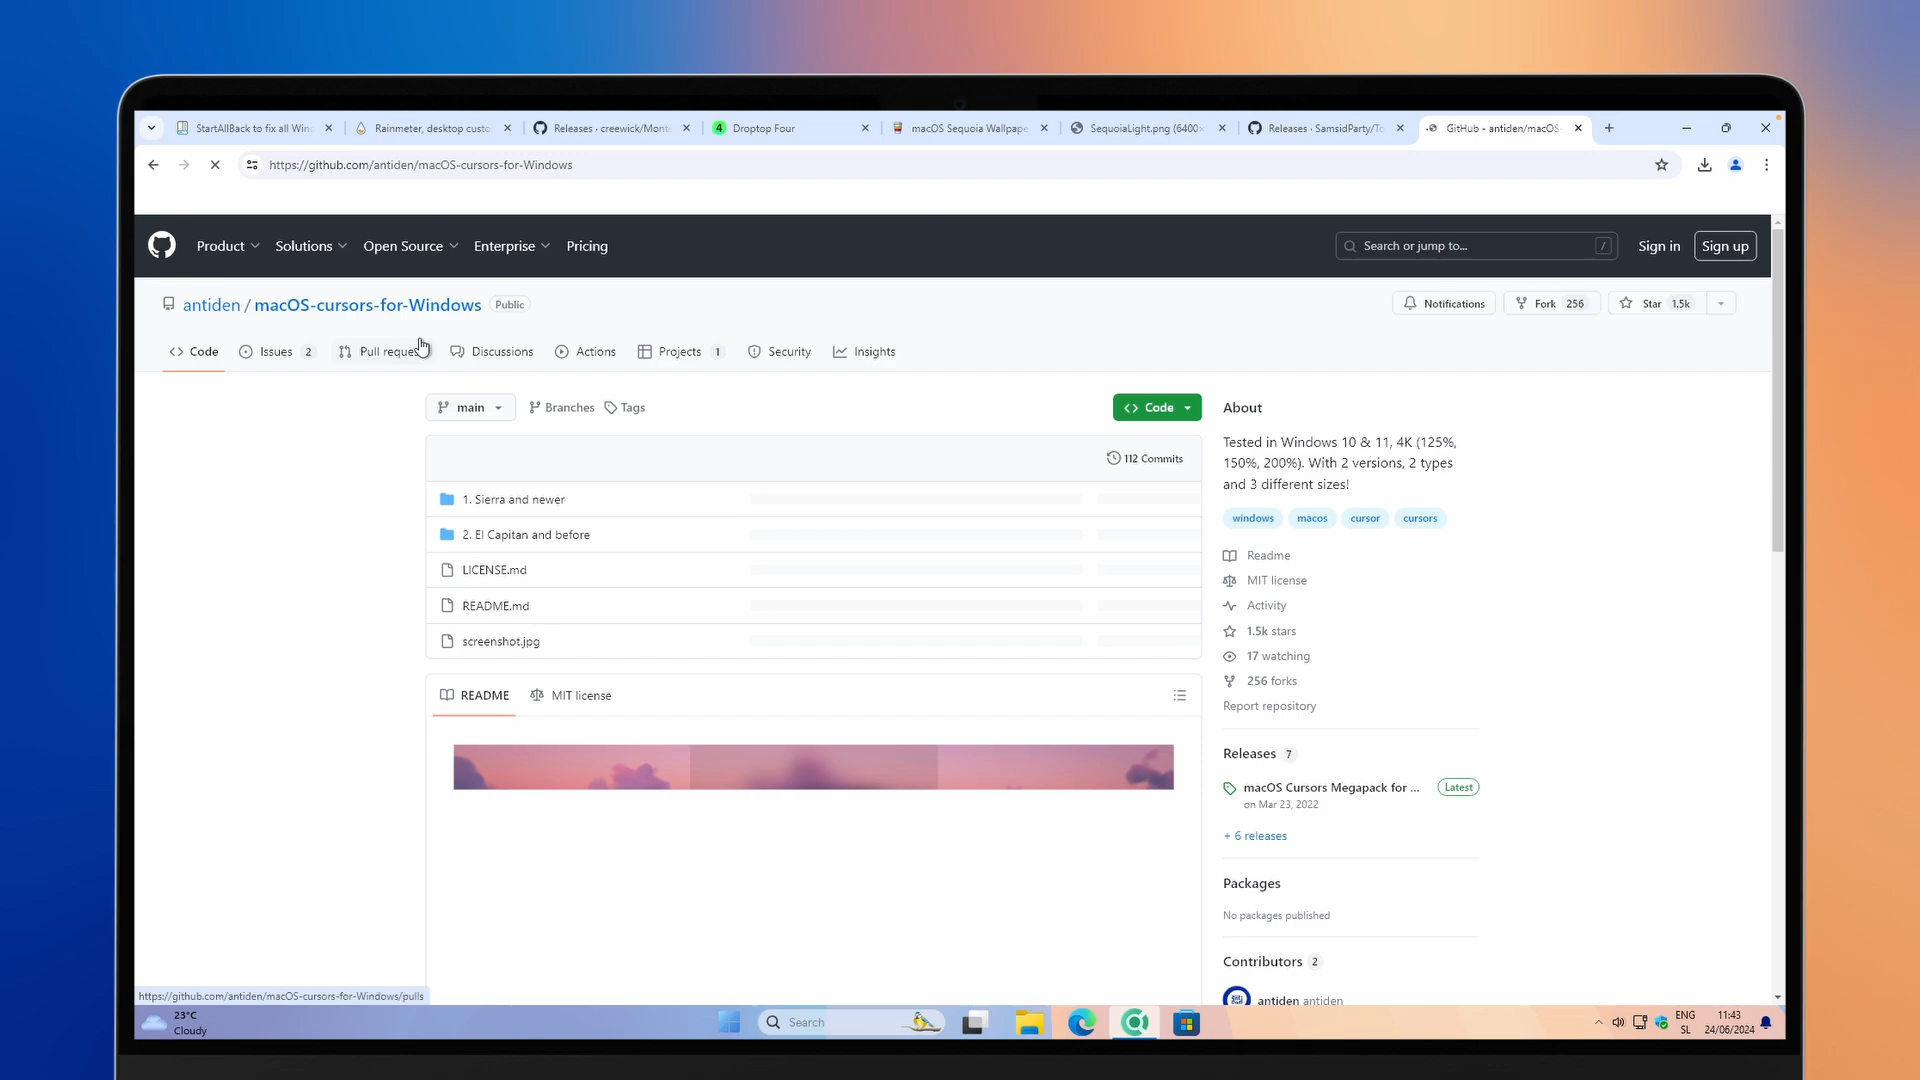 StartAllBack to fix all Wind
Rainmeter, desktop custo
Releases · creewick/Mont
4 Droptop Four
macOS Sequoia Wallpape
SequoiaLight.png (6400×
Releases · SamsidParty/To
GitHub - antiden/macOS-
https://github.com/antiden/macOS-cursors-for-Windows
Product
Solutions
Open Source
Enterprise
Pricing
Search or jump to...
/
Sign in
Sign up
antiden / macOS-cursors-for-Windows
Public
Notifications
Fork 256
Star 1.5k
Code
Issues 2
Pull reques
Discussions
Actions
Projects 1
Security
Insights
main
Branches
Tags
Code
112 Commits
1. Sierra and newer
2. El Capitan and before
LICENSE.md
README.md
screenshot.jpg
README
MIT license
About
Tested in Windows 10 & 11, 4K (125%,
150%, 200%). With 2 versions, 2 types
and 3 different sizes!
windows macos cursor cursors
Readme
MIT license
Activity
1.5k stars
17 watching
256 forks
Report repository
Releases 7
macOS Cursors Megapack for ...
Latest
on Mar 23, 2022
+ 6 releases
Packages
No packages published
Contributors 2
antiden antiden
https://github.com/antiden/macOS-cursors-for-Windows/pulls
23°C
Cloudy
Search
ENG
SL
11:43
24/06/2024